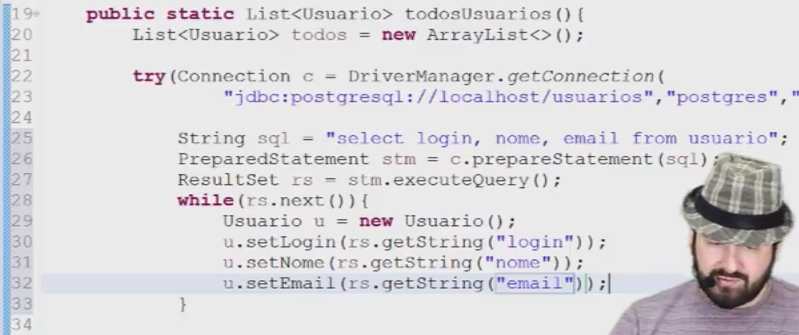 19 public static List<Usuario> todosUsuarios(){
20 List<Usuario> todos = new ArrayList<>();
21
22 try(Connection c = DriverManager.getConnection(
23 "jdbc:postgresql://localhost/usuarios","postgres","
24
25 String sql = "select login, nome, email from usuario";
26 PreparedStatement stm = c.prepareStatement(sql);
27 ResultSet rs = stm.executeQuery();
28 while(rs.next()){
29 Usuario u = new Usuario();
30 u.setLogin(rs.getString("login"));
31 u.setNome(rs.getString("nome"));
32 u.setEmail(rs.getString("email"));
33 }
34